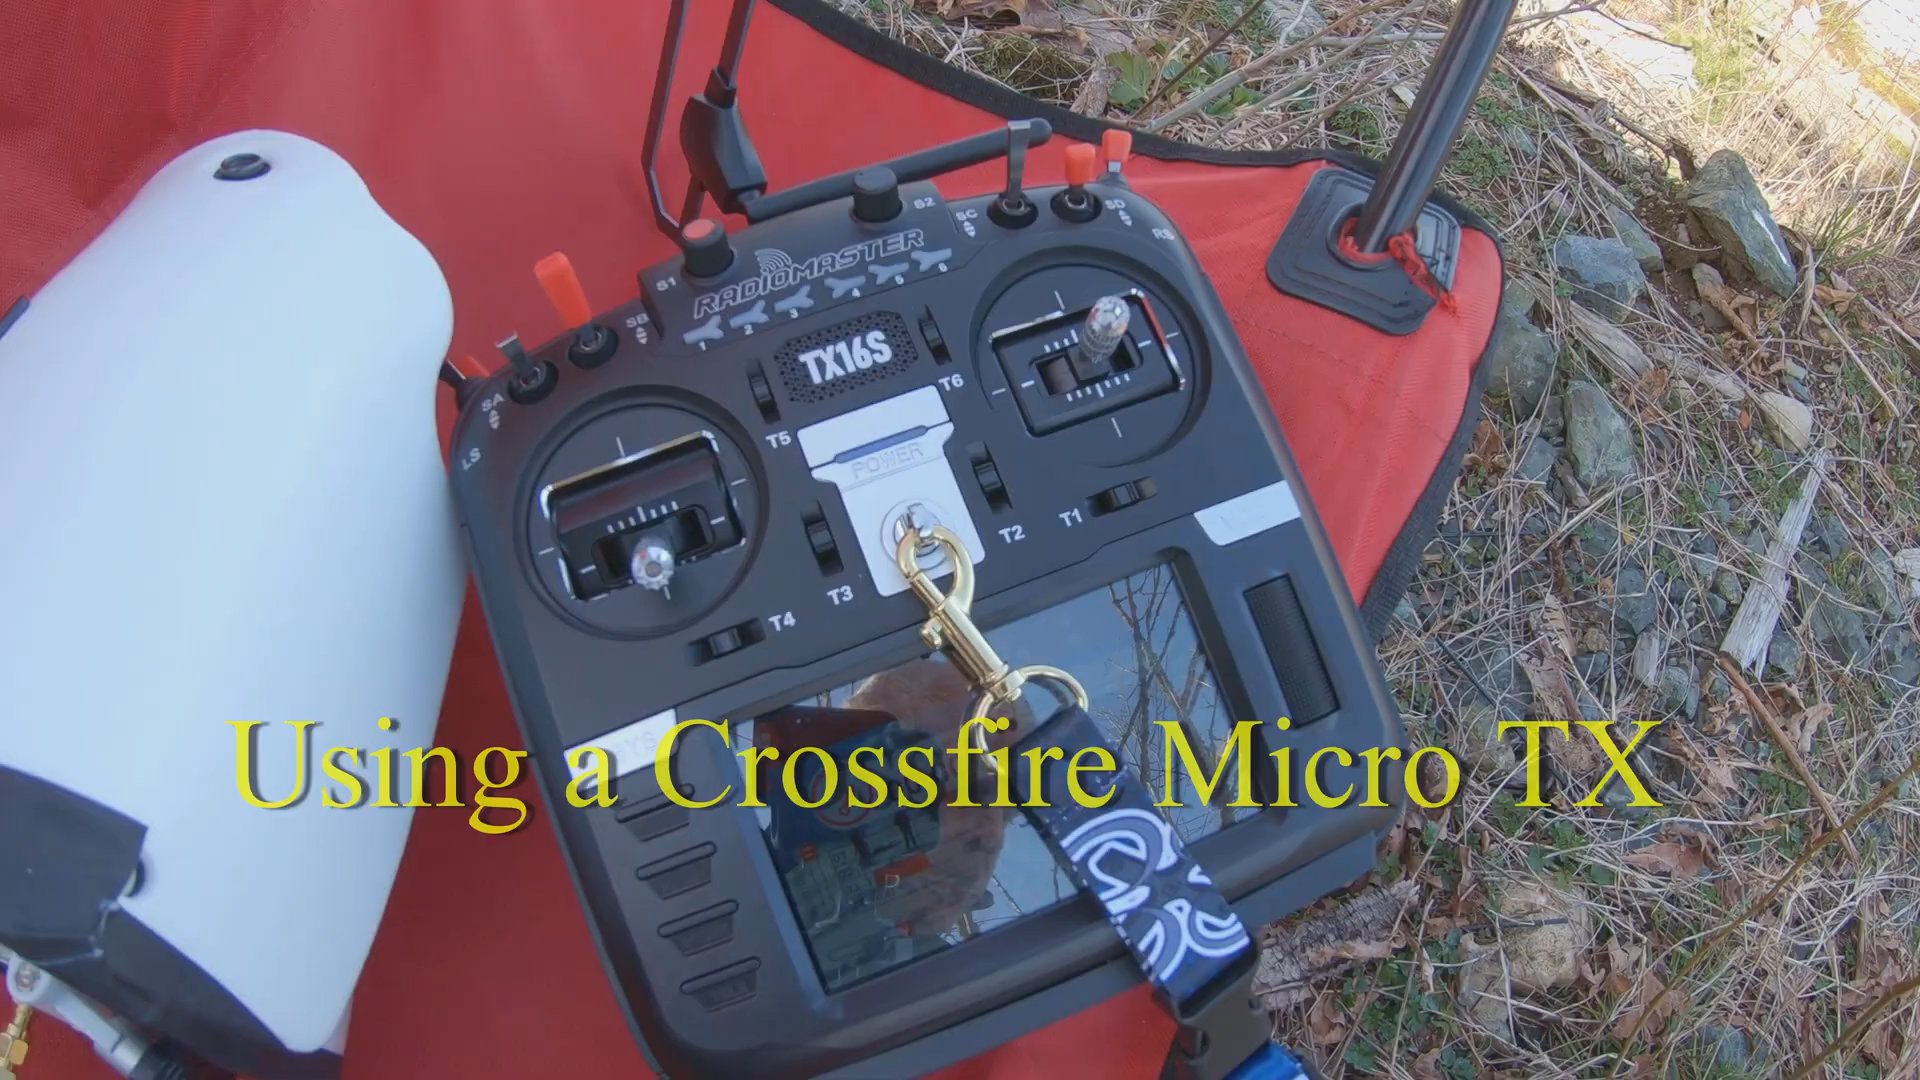 S2
SC
SD
RS
S1
RADIOMASTER
1 2 3 4 5 6
SB
TX16S
SA
LS
T6
T5
POWER
T2
T1
T3
T4
SYS
Using a Crossfire Micro TX